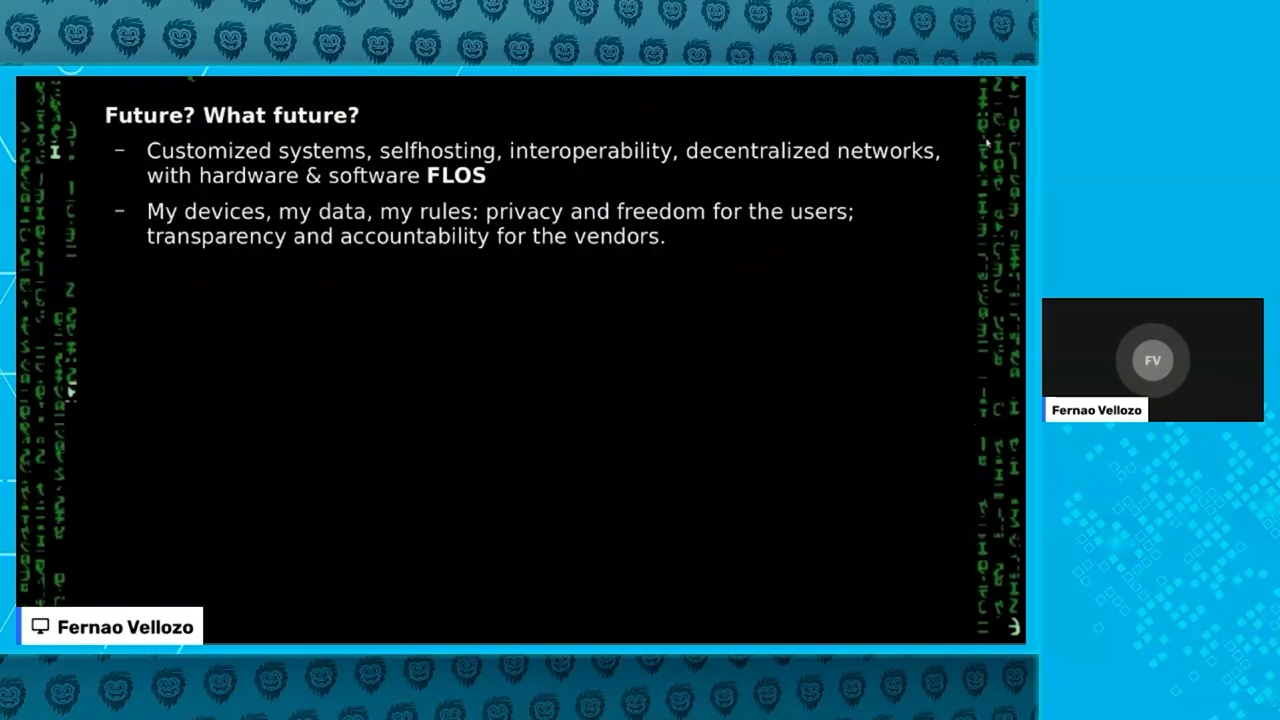 Future? What future?
– Customized systems, selfhosting, interoperability, decentralized networks,
with hardware & software FLOS
– My devices, my data, my rules: privacy and freedom for the users;
transparency and accountability for the vendors.
FV
Fernao Vellozo
Fernao Vellozo